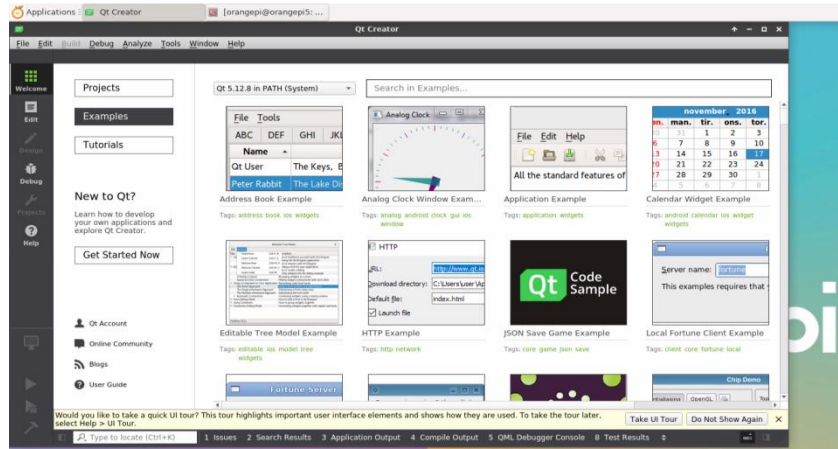 Applications
Qt Creator
[orangepi@orangepi5: ...
Qt Creator
File Edit Build Debug Analyze Tools Window Help
Welcome
Edit
Design
Debug
Projects
Help
Projects
Examples
Tutorials
New to Qt?
Learn how to develop
your own applications and
explore Qt Creator.
Get Started Now
Qt Account
Online Community
Blogs
User Guide
Qt 5.12.8 in PATH (System)
Search in Examples...
File Tools
ABC DEF GHI JKL
Name
Qt User The Keys,
Peter Rabbit The Lake
Address Book Example
Tags: address book ios widgets
Analog Clock
Analog Clock Window Exam...
Tags: analog android clock gui ios
window
File Edit Help
All the standard features of
Application Example
Tags: application widgets
november 2016
man. tir. ons. tor.
1 2 3
7 8 9 10
14 15 16 17
21 22 23 24
28 29 30 1
5 6 7 8
Calendar Widget Example
Tags: android calendar ios widget
widgets
Editable Tree Model Example
Tags: editable ios model tree
widgets
HTTP
URL: http://www.qt.io
Download directory: C:\Users\user\Ap
Default file: index.html
Launch file
HTTP Example
Tags: http network
Qt Code
Sample
JSON Save Game Example
Tags: core game json save
Server name: fortune
This examples requires that
Local Fortune Client Example
Tags: client core fortune local
Fortune Server
Chip Demo
OpenGL
Would you like to take a quick UI tour? This tour highlights important user interface elements and shows how they are used. To take the tour later,
select Help > UI Tour.
Take UI Tour
Do Not Show Again
Type to locate (Ctrl+K)
1 Issues 2 Search Results 3 Application Output 4 Compile Output 5 QML Debugger Console 8 Test Results
pi